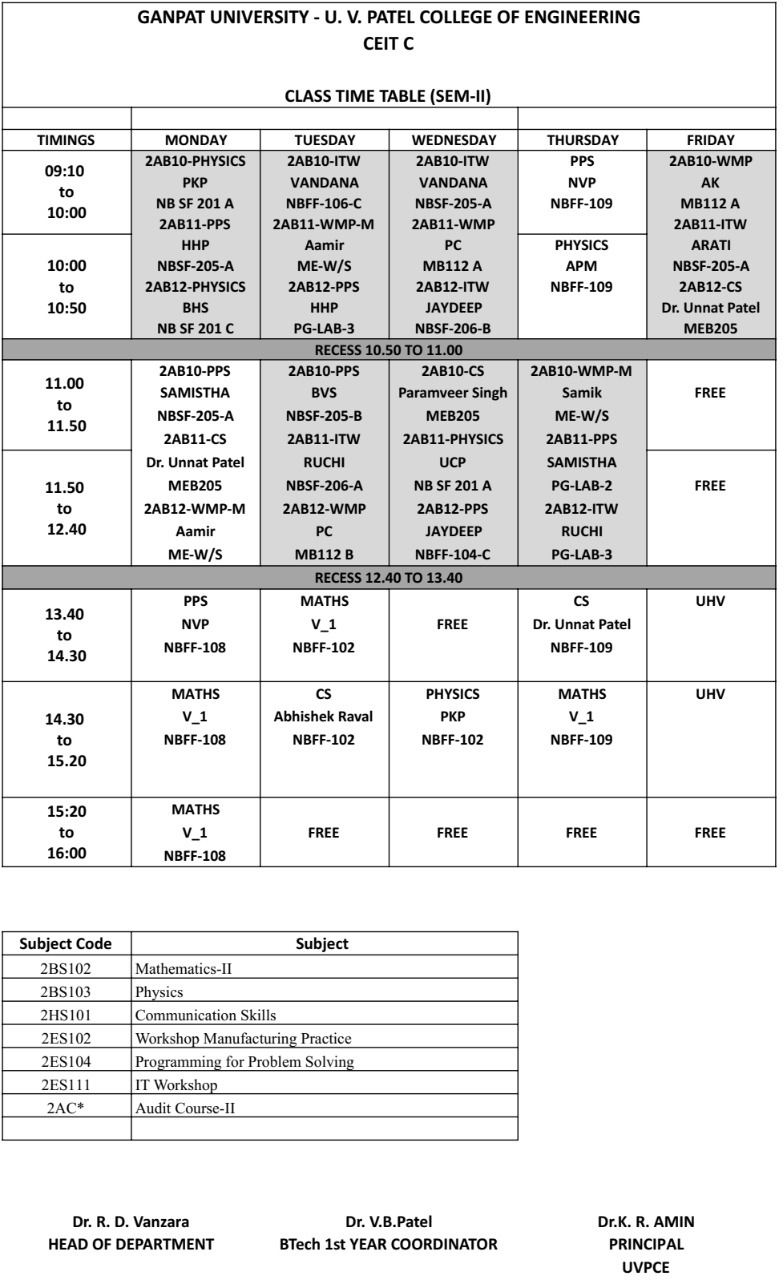 GANPAT UNIVERSITY - U. V. PATEL COLLEGE OF ENGINEERING
CEIT C
CLASS TIME TABLE (SEM-II)
TIMINGS MONDAY TUESDAY WEDNESDAY THURSDAY FRIDAY
09:10 to 10:00
10:00 to 10:50
2AB10-PHYSICS
PKP
NB SF 201 A
2AB11-PPS
HHP
NBSF-205-A
2AB12-PHYSICS
BHS
NB SF 201 C
2AB10-ITW
VANDANA
NBFF-106-C
2AB11-WMP-M
Aamir
ME-W/S
2AB12-PPS
HHP
PG-LAB-3
2AB10-ITW
VANDANA
NBSF-205-A
2AB11-WMP
PC
MB112 A
2AB12-ITW
JAYDEEP
NBSF-206-B
PPS
NVP
NBFF-109
PHYSICS
APM
NBFF-109
2AB10-WMP
AK
MB112 A
2AB11-ITW
ARATI
NBSF-205-A
2AB12-CS
Dr. Unnat Patel
MEB205
RECESS 10.50 TO 11.00
11.00 to 11.50
11.50 to 12.40
2AB10-PPS
SAMISTHA
NBSF-205-A
2AB11-CS
Dr. Unnat Patel
MEB205
2AB12-WMP-M
Aamir
ME-W/S
2AB10-PPS
BVS
NBSF-205-B
2AB11-ITW
RUCHI
NBSF-206-A
2AB12-WMP
PC
MB112 B
2AB10-CS
Paramveer Singh
MEB205
2AB11-PHYSICS
UCP
NB SF 201 A
2AB12-PPS
JAYDEEP
NBFF-104-C
2AB10-WMP-M
Samik
ME-W/S
2AB11-PPS
SAMISTHA
PG-LAB-2
2AB12-ITW
RUCHI
PG-LAB-3
FREE
FREE
RECESS 12.40 TO 13.40
13.40 to 14.30
PPS
NVP
NBFF-108
MATHS
V_1
NBFF-102
FREE
CS
Dr. Unnat Patel
NBFF-109
UHV
14.30 to 15.20
MATHS
V_1
NBFF-108
CS
Abhishek Raval
NBFF-102
PHYSICS
PKP
NBFF-102
MATHS
V_1
NBFF-109
UHV
15:20 to 16:00
MATHS
V_1
NBFF-108
FREE
FREE
FREE
FREE
Subject Code Subject
2BS102 Mathematics-II
2BS103 Physics
2HS101 Communication Skills
2ES102 Workshop Manufacturing Practice
2ES104 Programming for Problem Solving
2ES111 IT Workshop
2AC* Audit Course-II
Dr. R. D. Vanzara Dr. V.B.Patel Dr.K. R. AMIN
HEAD OF DEPARTMENT BTech 1st YEAR COORDINATOR PRINCIPAL
UVPCE